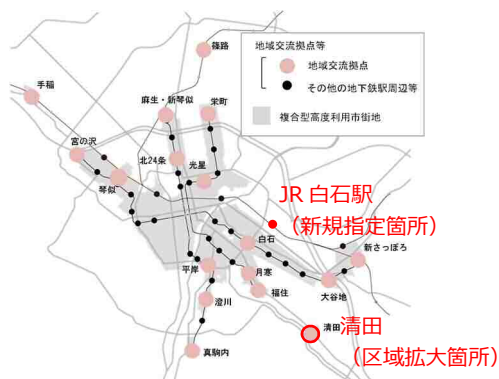 地域交流拠点等
地域交流拠点
その他の地下鉄駅周辺等
複合型高度利用市街地
篠路
手稲
麻生・新琴似
栄町
宮の沢
北24条
光星
琴似
JR 白石駅
（新規指定箇所）
白石
新さっぽろ
平岸
月寒
福住
大谷地
澄川
清田
清田
（区域拡大箇所）
真駒内